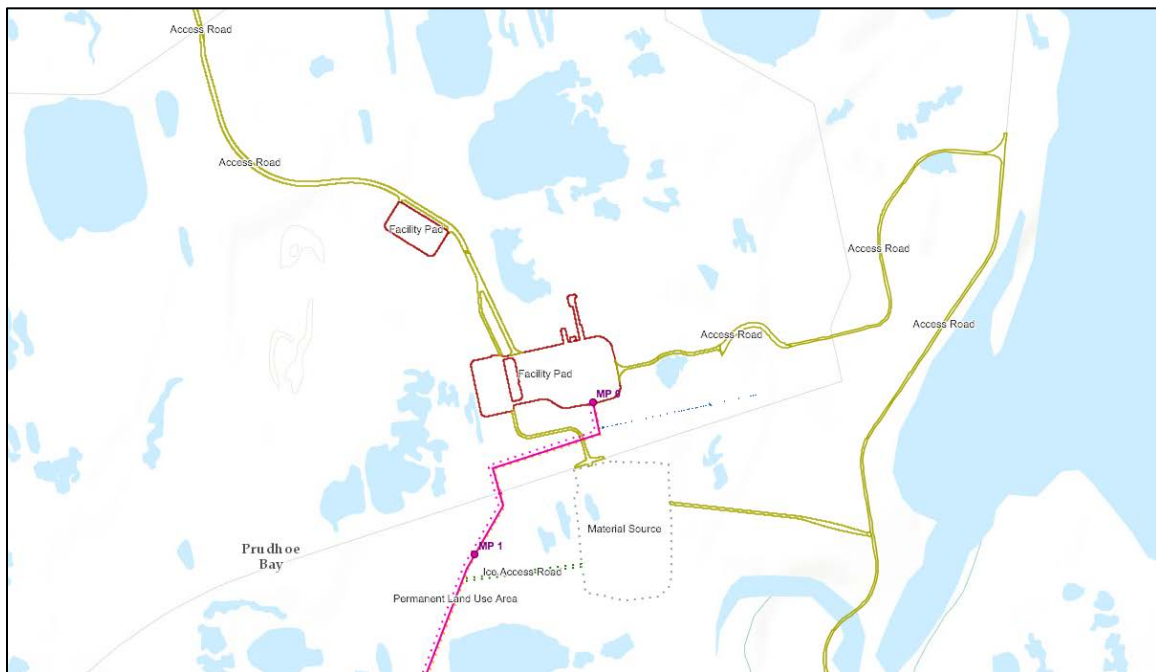 Access Road
Access Road
Facility Pad
Access Road
Access Road
Access Road
Facility Pad
MP 0
Material Source
Prudhoe
Bay
MP 1
Ice Access Road
Permanent Land Use Area